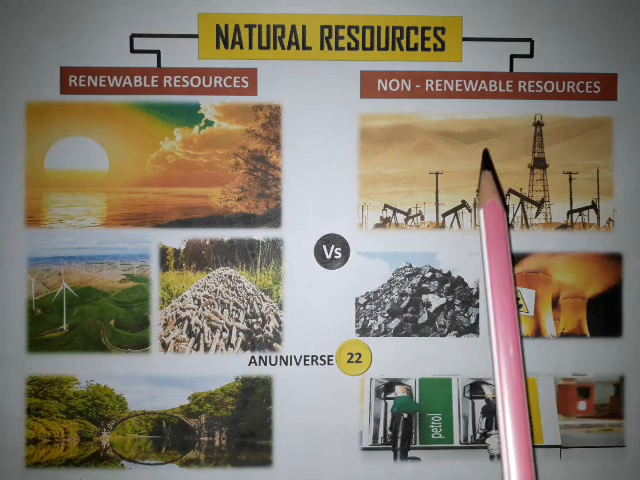 NATURAL RESOURCES
RENEWABLE RESOURCES
NON - RENEWABLE RESOURCES
Vs
ANUNIVERSE 22
petrol